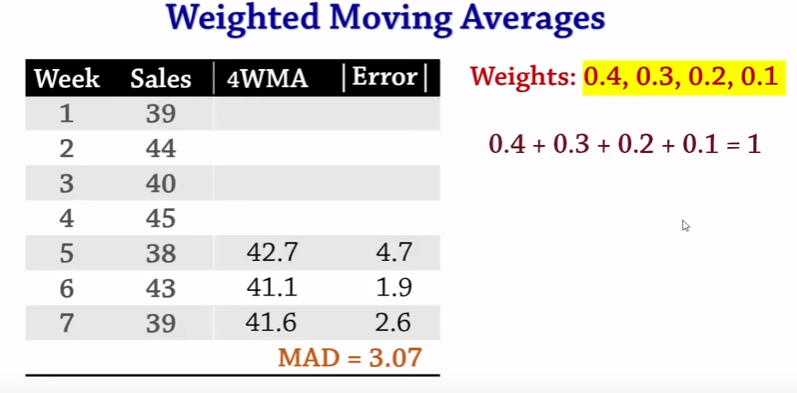 Weighted Moving Averages
Week Sales 4WMA |Error|
1 39
2 44
3 40
4 45
5 38 42.7 4.7
6 43 41.1 1.9
7 39 41.6 2.6
MAD = 3.07
Weights: 0.4, 0.3, 0.2, 0.1
0.4 + 0.3 + 0.2 + 0.1 = 1